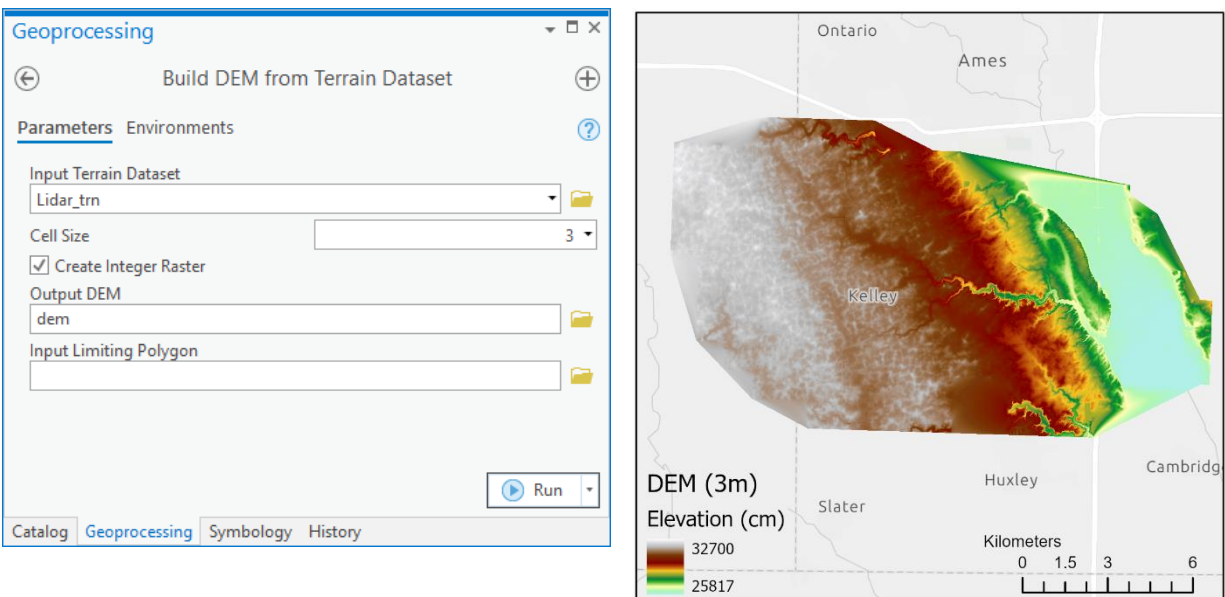 Geoprocessing
Build DEM from Terrain Dataset
Parameters Environments
Input Terrain Dataset
Lidar_trn
Cell Size
3
Create Integer Raster
Output DEM
dem
Input Limiting Polygon
Run
Catalog Geoprocessing Symbology History
Ontario
Ames
Kelley
Cambridg
Huxley
Slater
DEM (3m)
Elevation (cm)
32700
25817
Kilometers
0 1.5 3 6